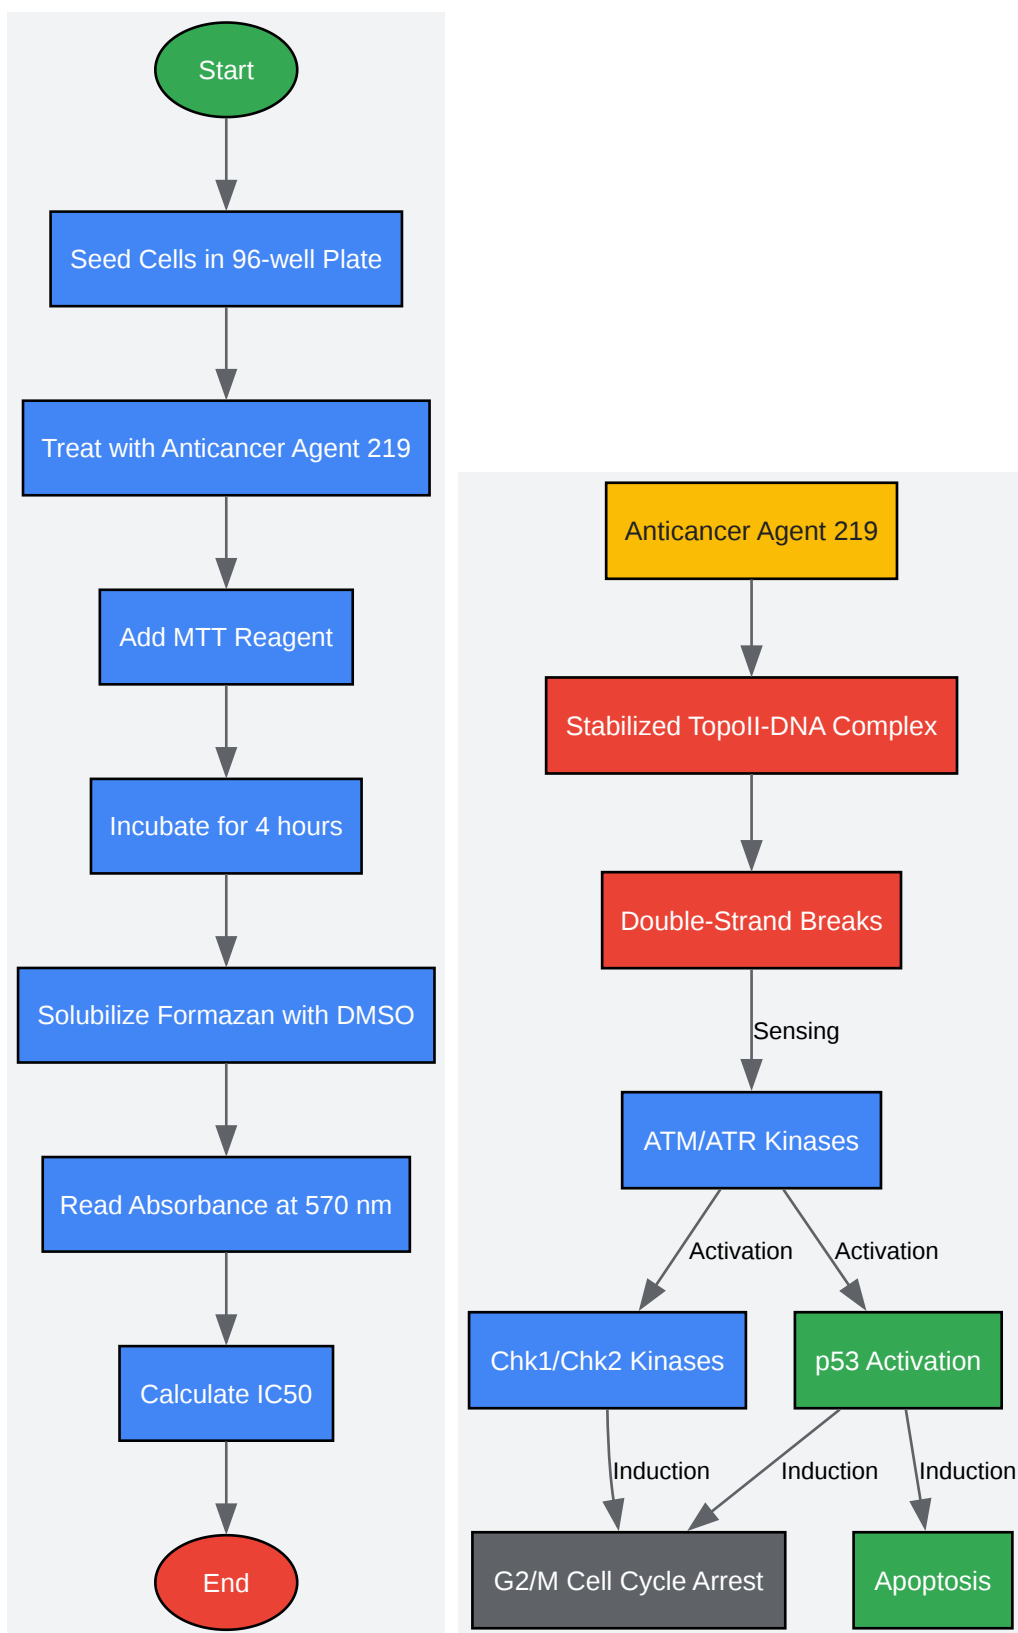 Start
Seed Cells in 96-well Plate
Treat with Anticancer Agent 219
Add MTT Reagent
Incubate for 4 hours
Solubilize Formazan with DMSO
Read Absorbance at 570 nm
Calculate IC50
End
Anticancer Agent 219
Stabilized TopoII-DNA Complex
Double-Strand Breaks
Sensing
ATM/ATR Kinases
Activation
Activation
Chk1/Chk2 Kinases
p53 Activation
Induction
Induction
Induction
G2/M Cell Cycle Arrest
Apoptosis